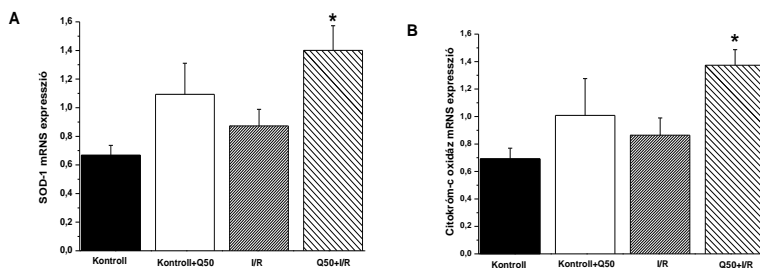 A
SOD-1 mRNS expresszió
1,6
1,4
1,2
1,0
0,8
0,6
0,4
0,2
0,0
*
Kontroll
Kontroll+Q50
I/R
Q50+I/R
B
Citokróm-c oxidáz mRNS expresszió
1,6
1,4
1,2
1,0
0,8
0,6
0,4
0,2
0,0
*
Kontroll
Kontroll+Q50
I/R
Q50+I/R